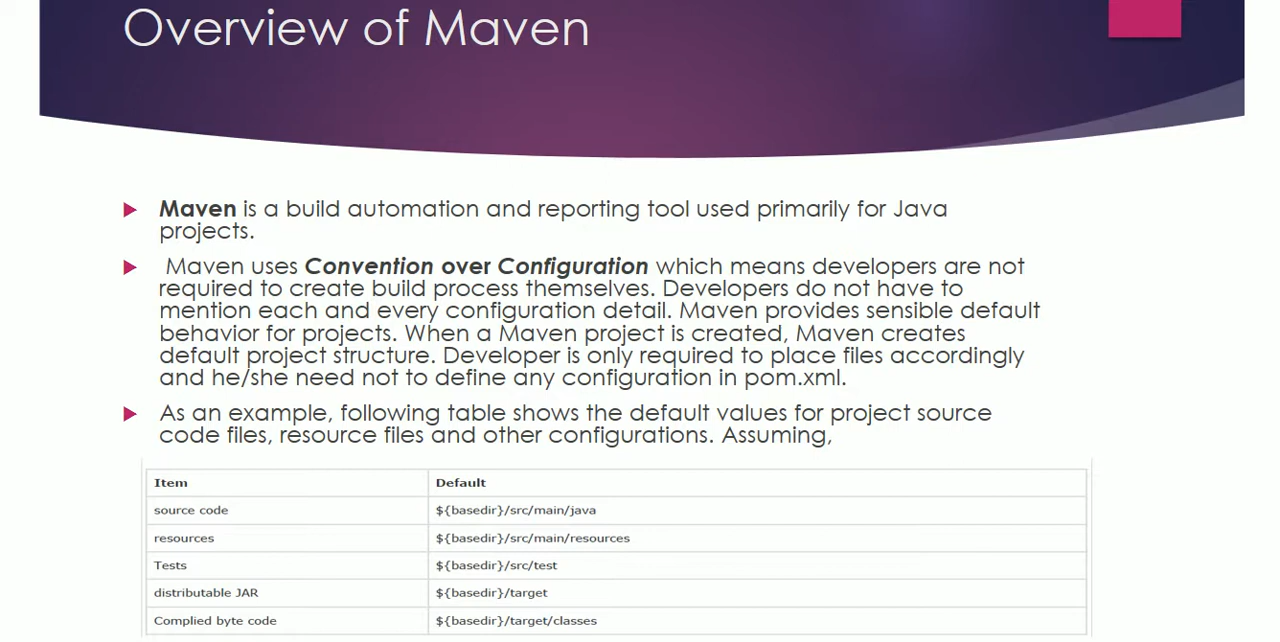 Overview of Maven
Maven is a build automation and reporting tool used primarily for Java
projects.
Maven uses Convention over Configuration which means developers are not
required to create build process themselves. Developers do not have to
mention each and every configuration detail. Maven provides sensible default
behavior for projects. When a Maven project is created, Maven creates
default project structure. Developer is only required to place files accordingly
and he/she need not to define any configuration in pom.xml.
As an example, following table shows the default values for project source
code files, resource files and other configurations. Assuming,
Item Default
source code ${basedir}/src/main/java
resources ${basedir}/src/main/resources
Tests ${basedir}/src/test
distributable JAR ${basedir}/target
Complied byte code ${basedir}/target/classes